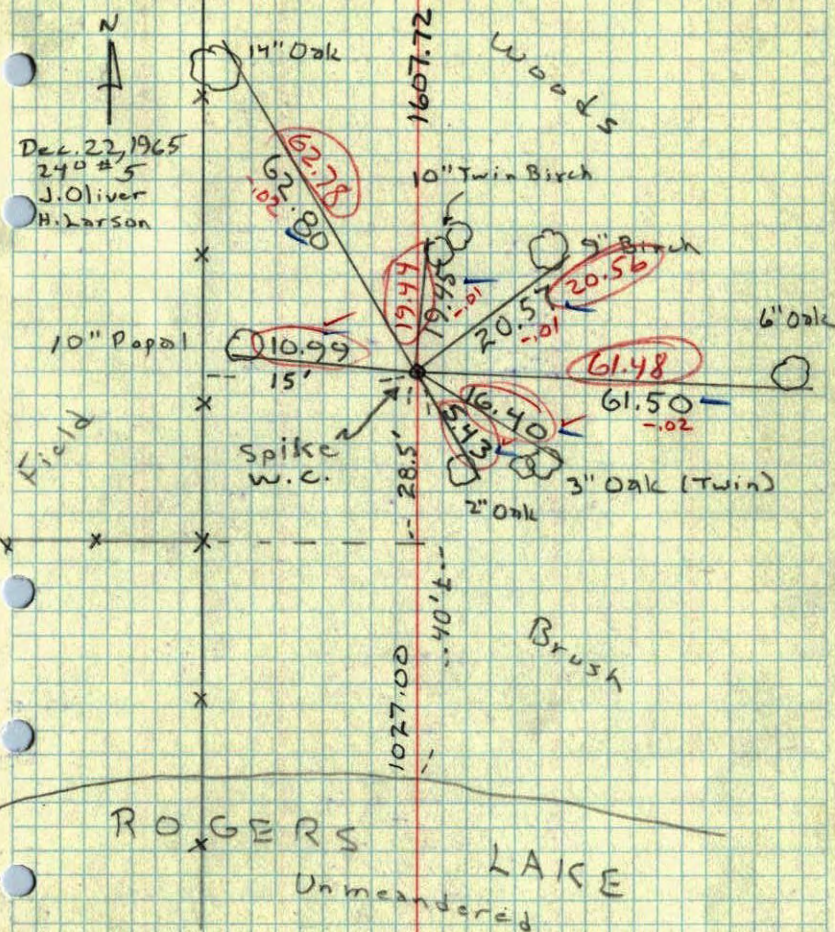 N
14" Oak
1607.72
Woods
Dec. 22, 1965
24° #5
J. Oliver
H. Larson
62.78
62.80
-.02
10" Twin Birch
19.44
19.45
-.01
9" Birch
20.56
20.57
-.01
6" Oak
10" Popal
10.99
15'
61.48
61.50
-.02
16.40
5.43
Field
Spike
W.C.
28.5'
3" Oak (Twin)
2" Oak
40'±
Brush
1027.00
ROGERS
LAKE
Unmeandered